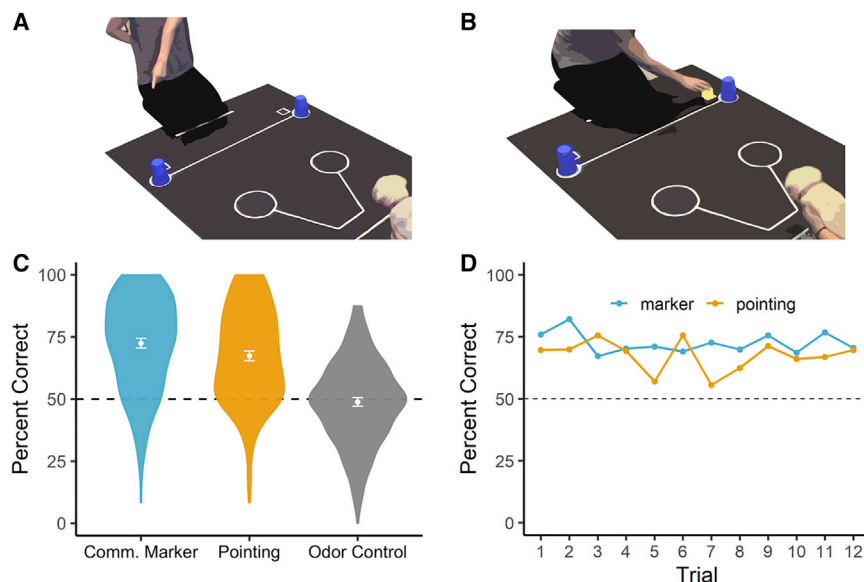 A
B
C
Percent Correct
100
75
50
25
0
Comm. Marker
Pointing
Odor Control
D
Percent Correct
100
75
50
25
0
marker
pointing
1 2 3 4 5 6 7 8 9 10 11 12
Trial